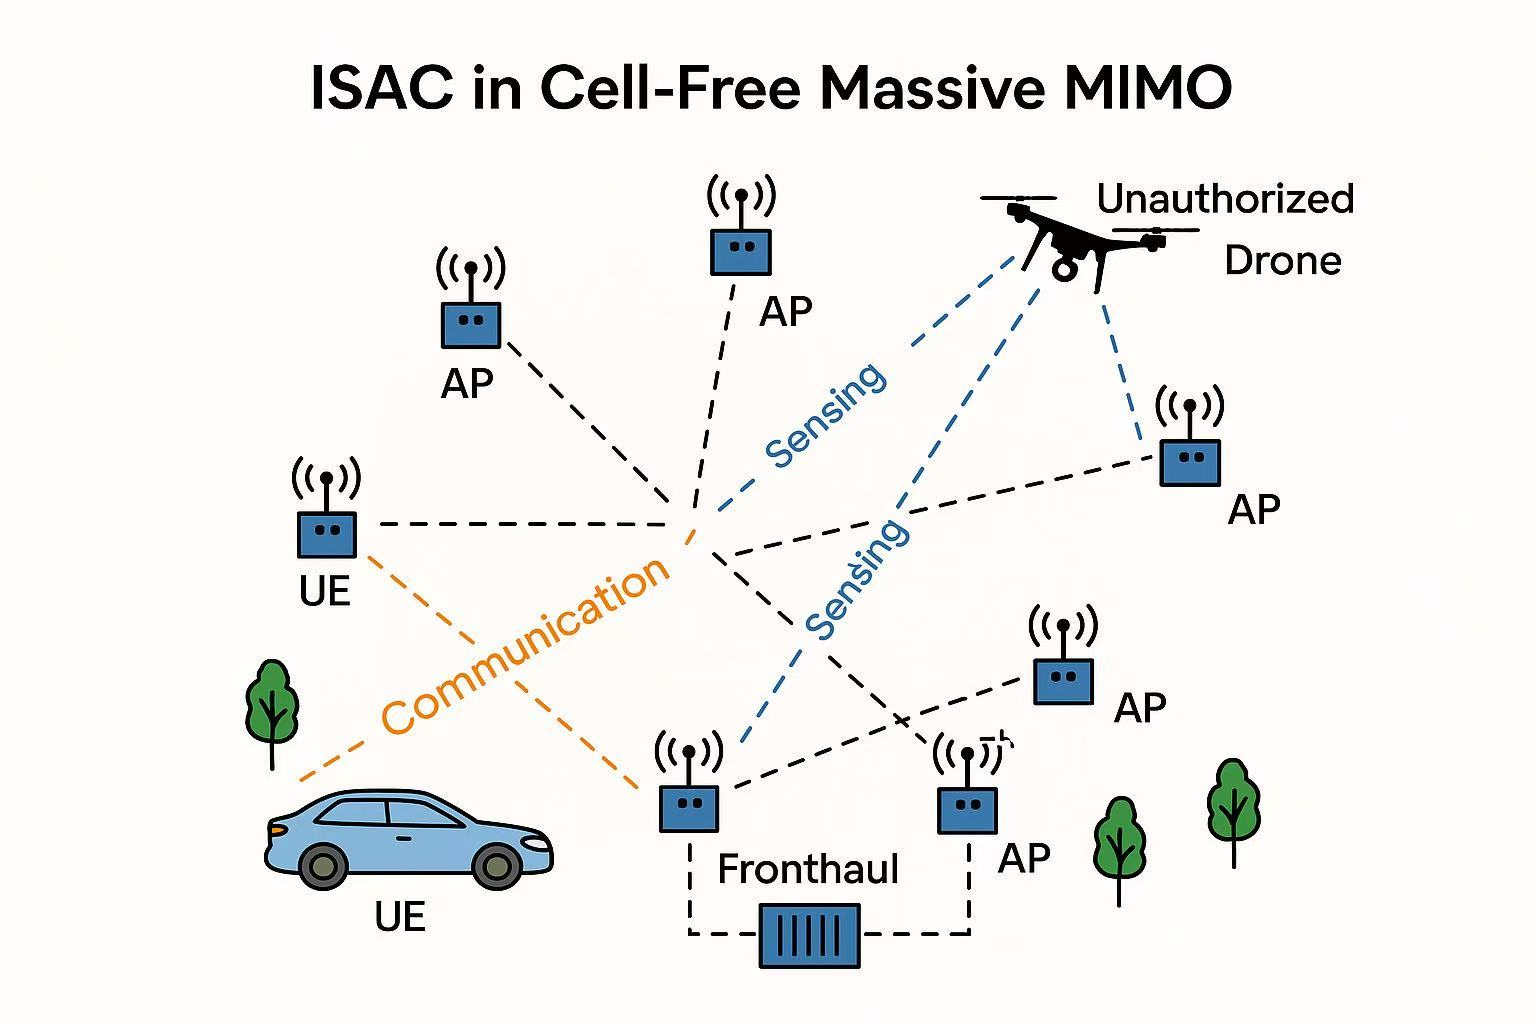 ISAC in Cell-Free Massive MIMO
Unauthorized
Drone
AP
AP
Sensing
AP
UE
Sensing
Communication
AP
Fronthaul
AP
UE